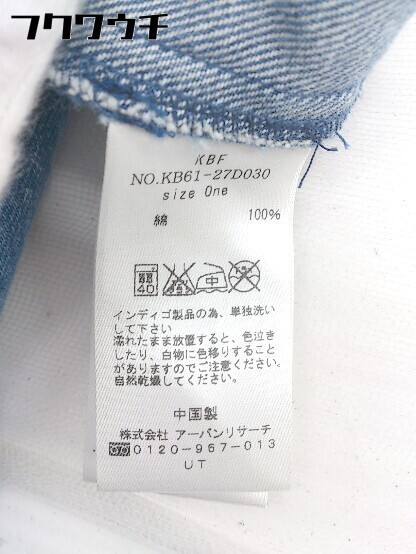 フクワウチ
KBF
NO.KB61-27D030
size One
綿 100%
40
インディゴ製品の為、単独洗い
して下さい
濡れたまま放置すると、色泣き
したり、白物に色移りすること
がありますのでご注意ください。
自然乾燥してください。
中国製
株式会社 アーバンリサーチ
0120-967-013
UT